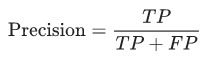 Precision = TP / (TP + FP)